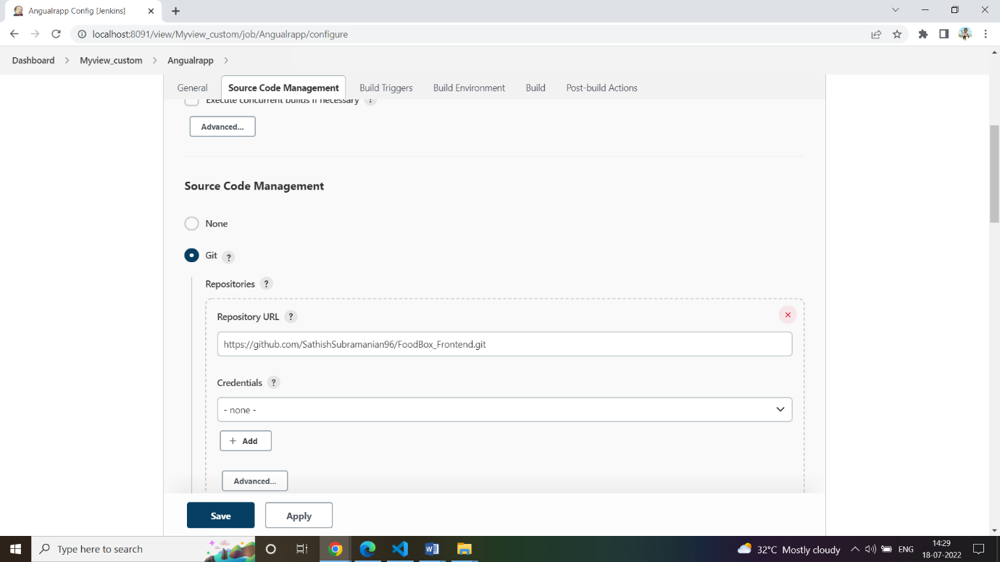 Angualrapp Config [Jenkins]
localhost:8091/view/Myview_custom/job/Angualrapp/configure
Dashboard > Myview_custom > Angualrapp >
General Source Code Management Build Triggers Build Environment Build Post-build Actions
Execute concurrent builds if necessary ?
Advanced...
Source Code Management
None
Git ?
Repositories ?
Repository URL ?
https://github.com/SathishSubramanian96/FoodBox_Frontend.git
Credentials ?
- none -
+ Add
Advanced...
Save Apply
Type here to search
32°C Mostly cloudy
ENG
14:29
18-07-2022